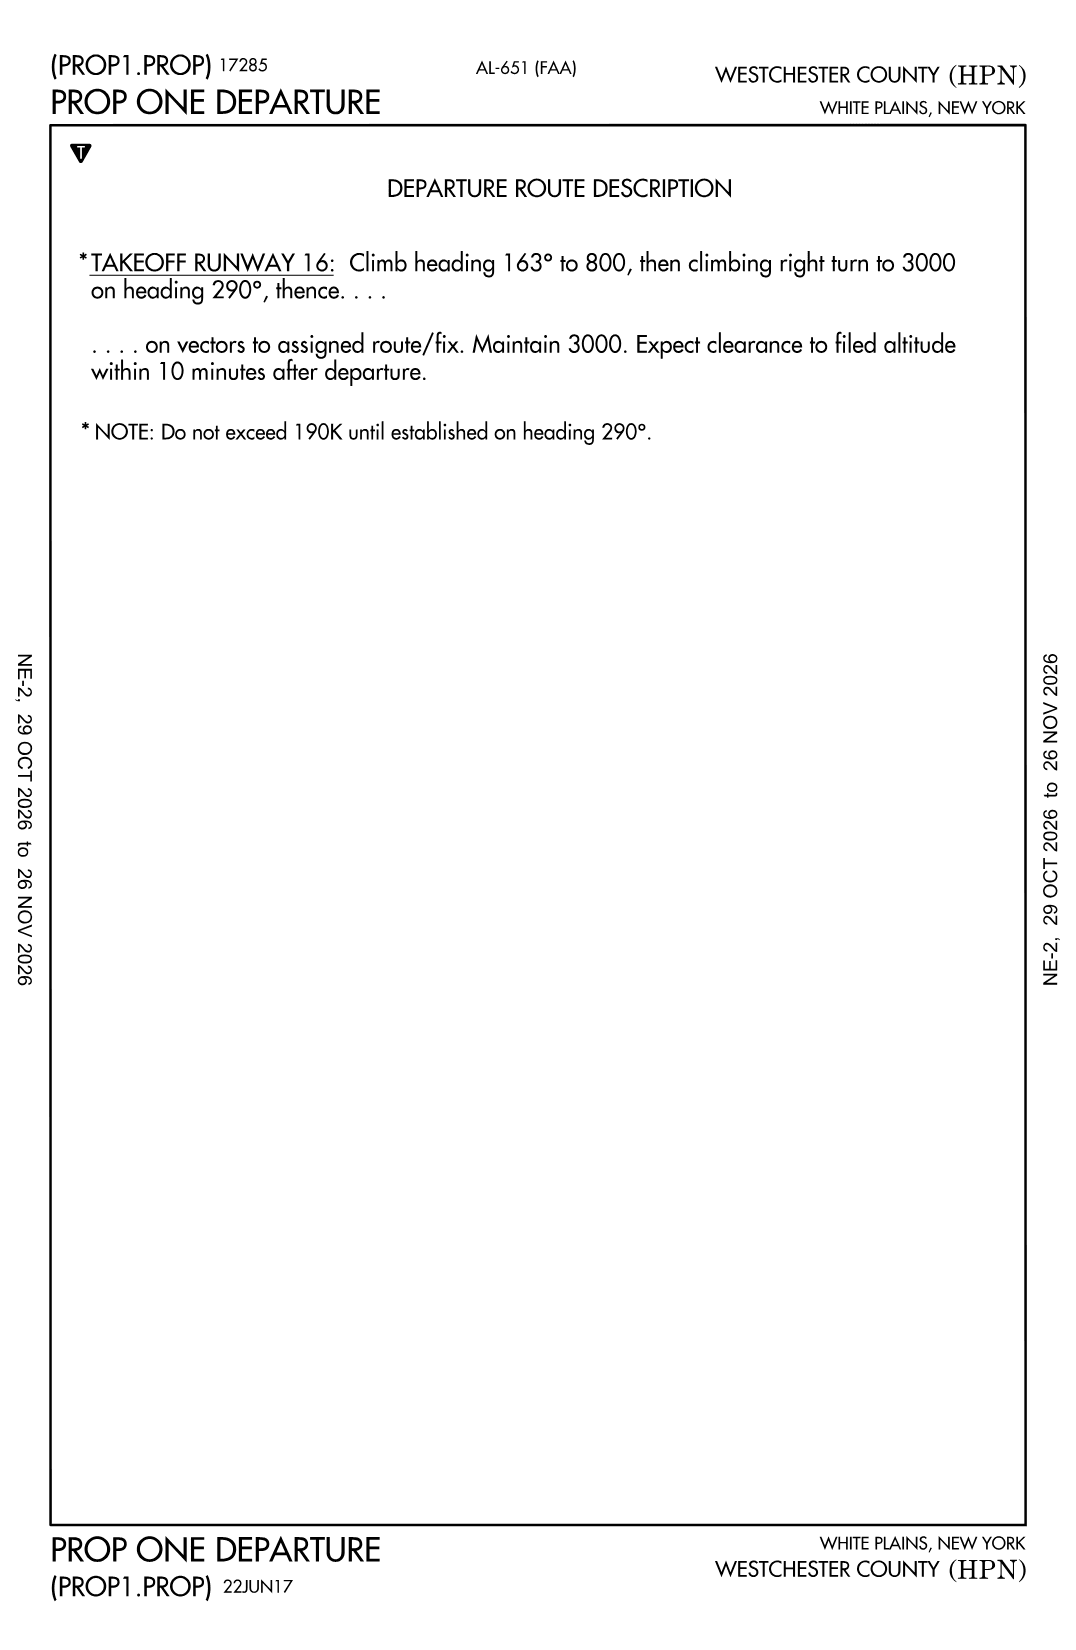 (PROP1.PROP) 17285
AL-651 (FAA)
WESTCHESTER COUNTY (HPN)
PROP ONE DEPARTURE
WHITE PLAINS, NEW YORK
T
DEPARTURE ROUTE DESCRIPTION
*TAKEOFF RUNWAY 16: Climb heading 163° to 800, then climbing right turn to 3000
on heading 290°, thence. . . .
. . . . on vectors to assigned route/fix. Maintain 3000. Expect clearance to filed altitude
within 10 minutes after departure.
* NOTE: Do not exceed 190K until established on heading 290°.
NE-2, 29 OCT 2026 to 26 NOV 2026
NE-2, 29 OCT 2026 to 26 NOV 2026
PROP ONE DEPARTURE
WHITE PLAINS, NEW YORK
WESTCHESTER COUNTY (HPN)
(PROP1.PROP) 22JUN17